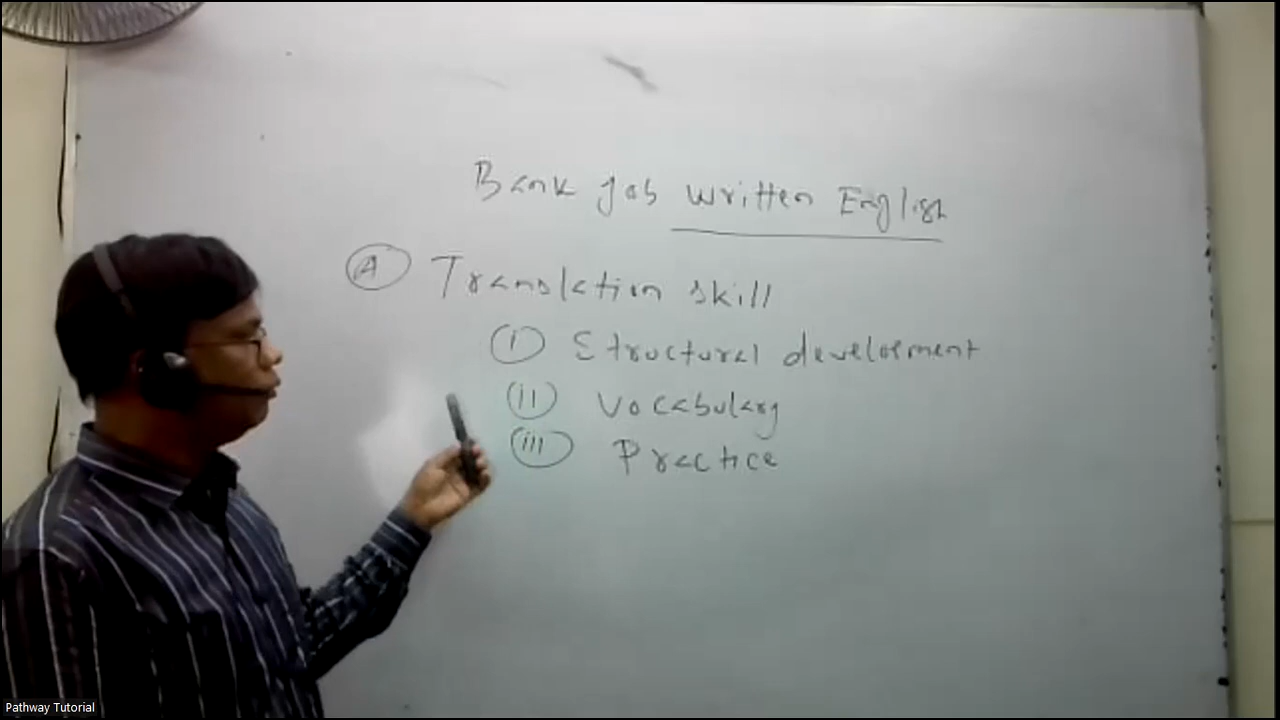 Bank job written English
A Translation skill
i Structural development
ii Vocabulary
iii Practice
Pathway Tutorial